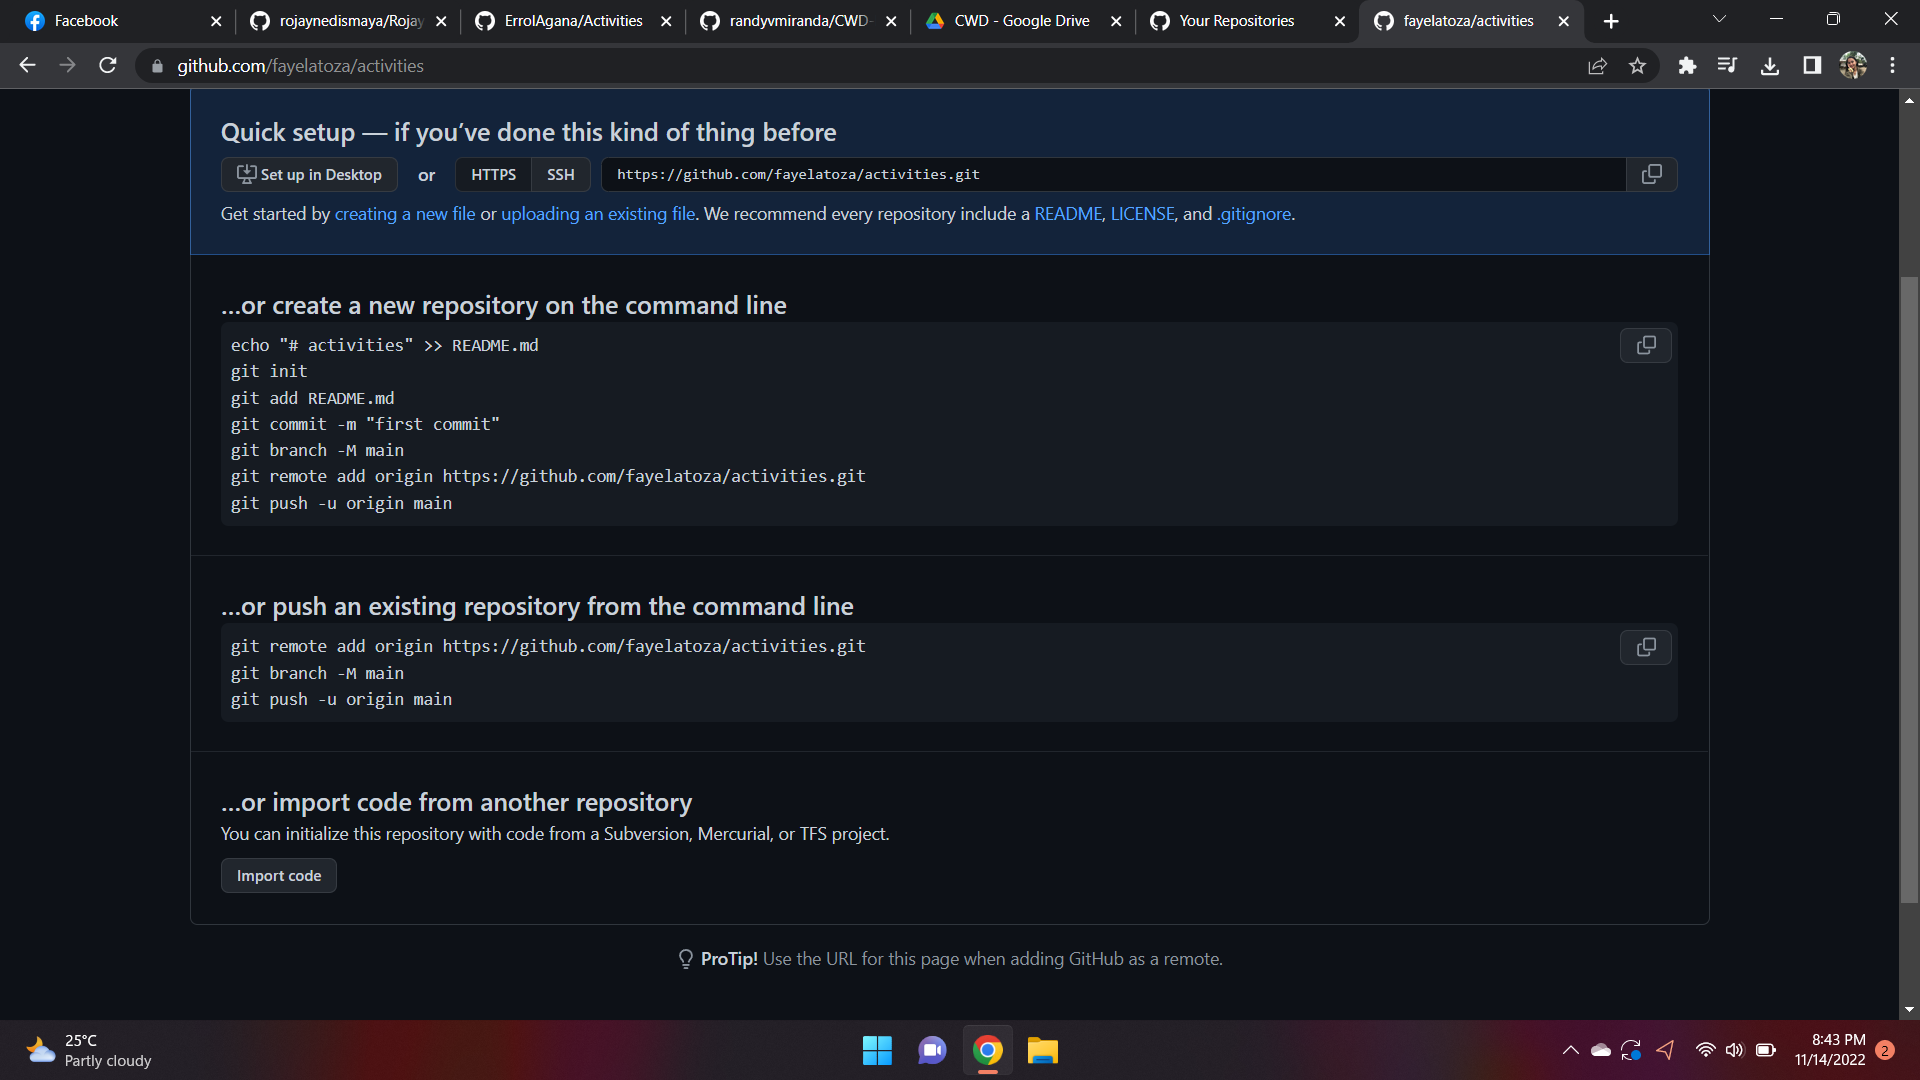 Facebook
rojaynedismaya/Rojay
ErrolAgana/Activities
randyvmiranda/CWD-
CWD - Google Drive
Your Repositories
fayelatoza/activities
github.com/fayelatoza/activities
Quick setup — if you’ve done this kind of thing before
Set up in Desktop or HTTPS SSH https://github.com/fayelatoza/activities.git
Get started by creating a new file or uploading an existing file. We recommend every repository include a README, LICENSE, and .gitignore.
…or create a new repository on the command line
echo "# activities" >> README.md
git init
git add README.md
git commit -m "first commit"
git branch -M main
git remote add origin https://github.com/fayelatoza/activities.git
git push -u origin main
…or push an existing repository from the command line
git remote add origin https://github.com/fayelatoza/activities.git
git branch -M main
git push -u origin main
…or import code from another repository
You can initialize this repository with code from a Subversion, Mercurial, or TFS project.
Import code
ProTip! Use the URL for this page when adding GitHub as a remote.
25°C
Partly cloudy
8:43 PM
11/14/2022
2